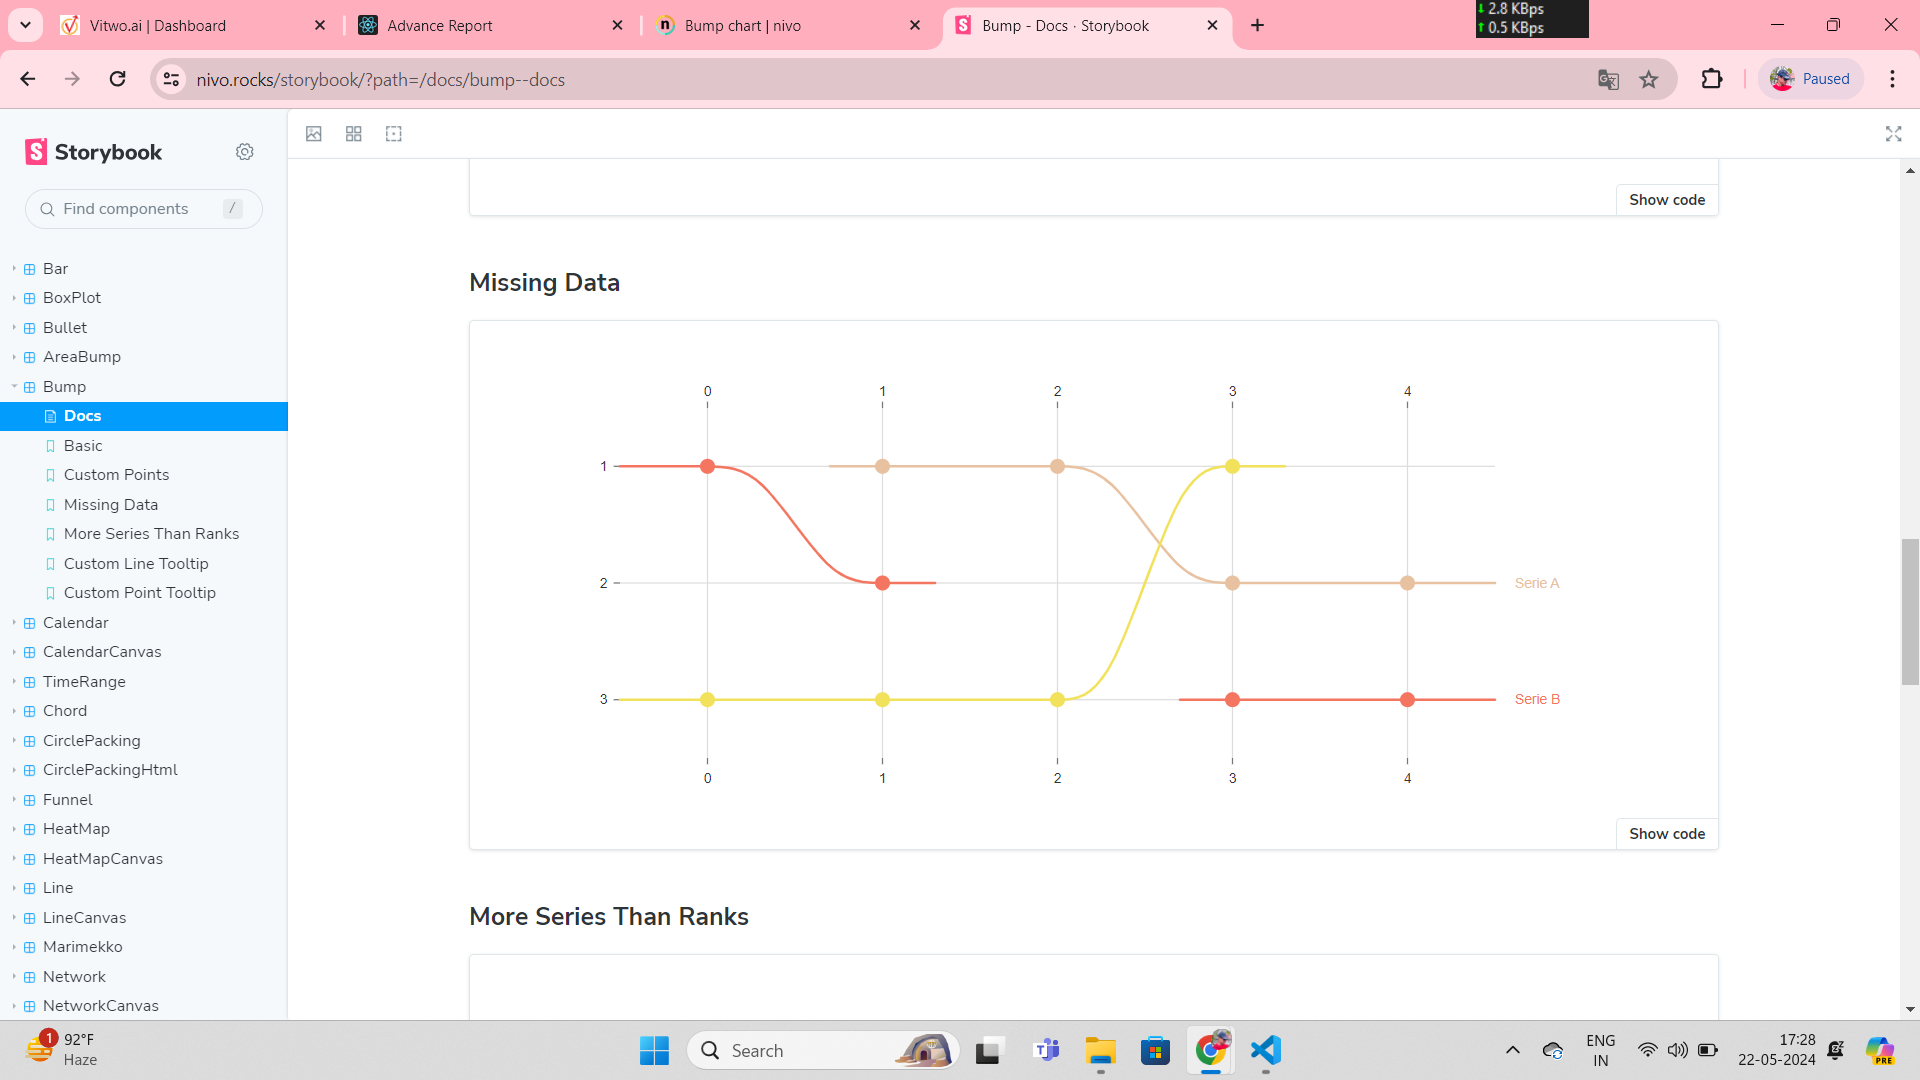 Vitwo.ai | Dashboard
Advance Report
Bump chart | nivo
Bump - Docs · Storybook
2.8 KBps
0.5 KBps
nivo.rocks/storybook/?path=/docs/bump--docs
Paused
Storybook
Find components /
Bar
BoxPlot
Bullet
AreaBump
Bump
Docs
Basic
Custom Points
Missing Data
More Series Than Ranks
Custom Line Tooltip
Custom Point Tooltip
Calendar
CalendarCanvas
TimeRange
Chord
CirclePacking
CirclePackingHtml
Funnel
HeatMap
HeatMapCanvas
Line
LineCanvas
Marimekko
Network
NetworkCanvas
Show code
Missing Data
0 1 2 3 4
1
2
Serie A
3
Serie B
0 1 2 3 4
Show code
More Series Than Ranks
1
92°F
Haze
Search
ENG
IN
17:28
22-05-2024
PRE